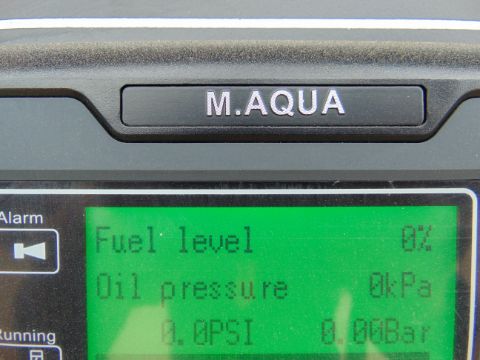 M.AQUA
Alarm
Fuel level 0%
Oil pressure 0kPa
Running
0.0PSI 0.00Bar